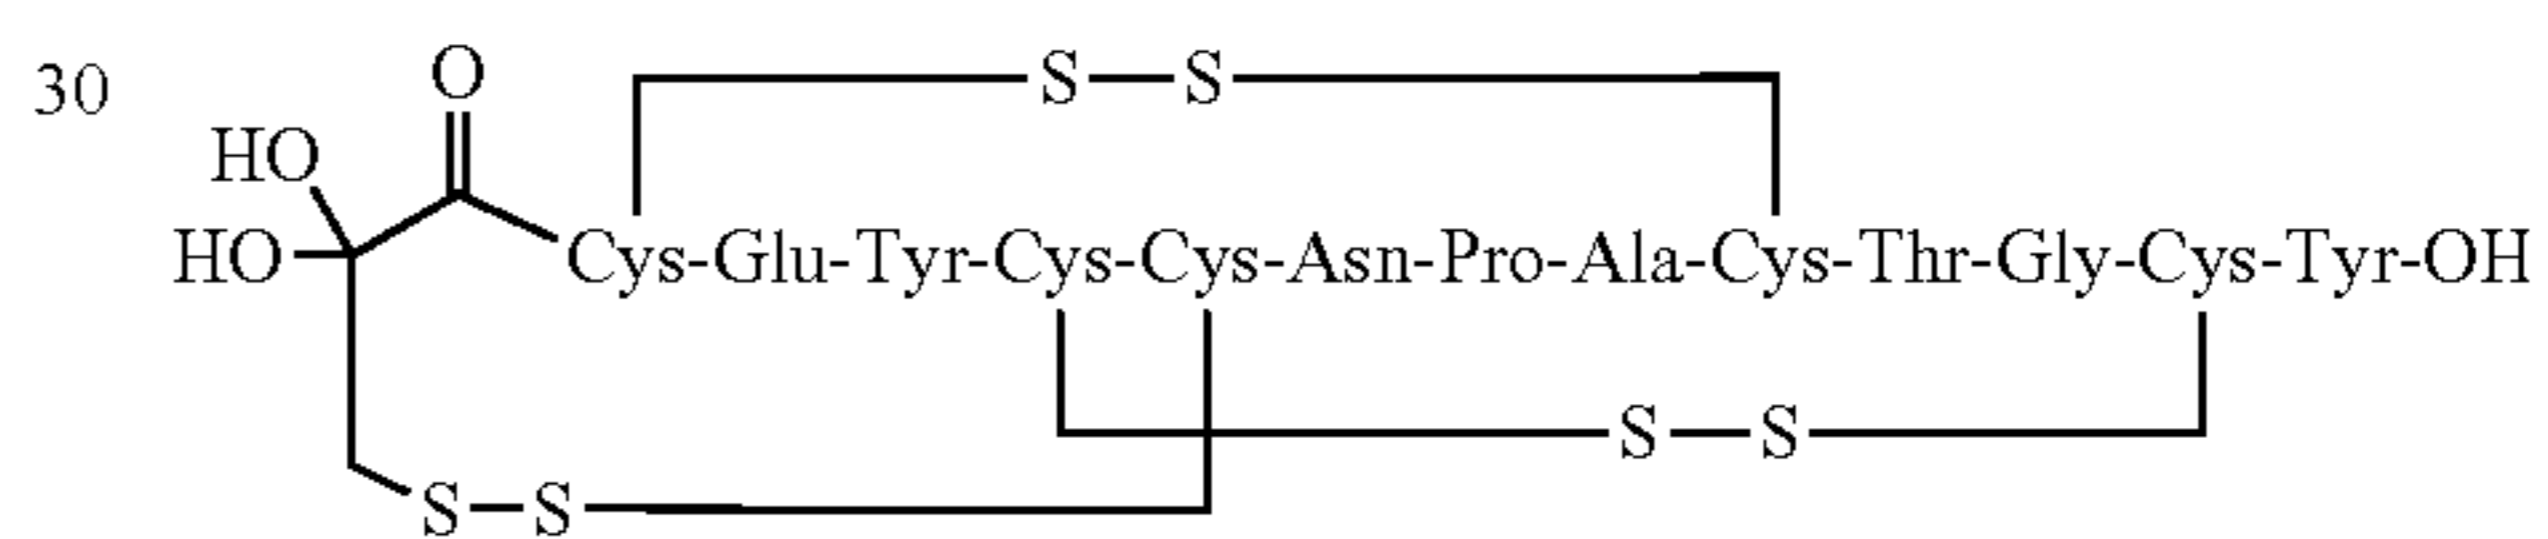 30
O
S S
HO
HO
Cys-Glu-Tyr-Cys-Cys-Asn-Pro-Ala-Cys-Thr-Gly-Cys-Tyr-OH
S S
S S